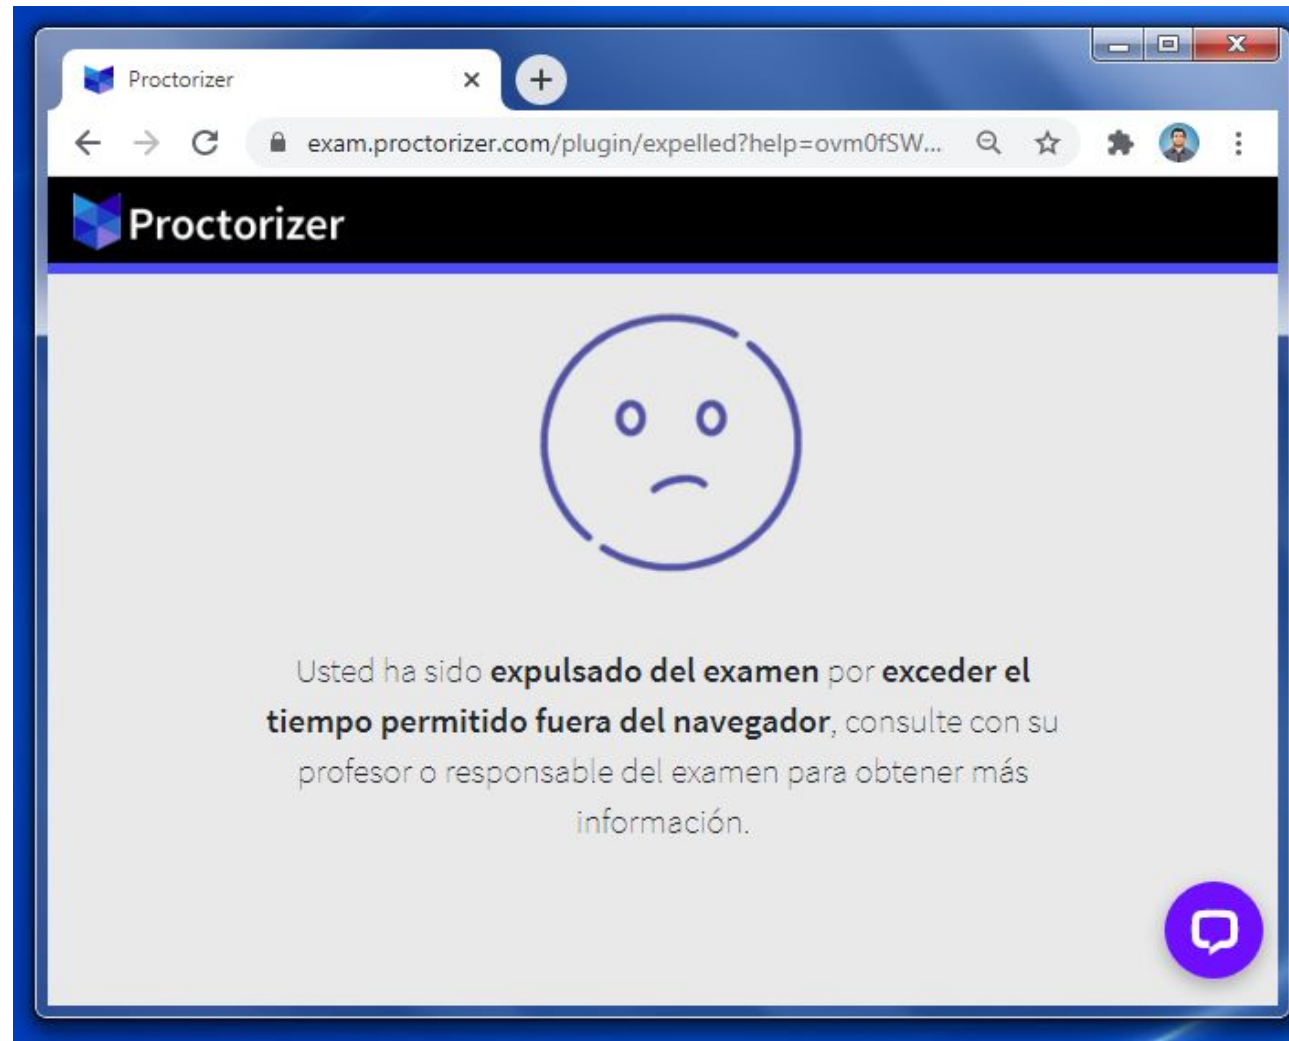 Proctorizer
exam.proctorizer.com/plugin/expelled?help=ovm0fSW...
Proctorizer
Usted ha sido expulsado del examen por exceder el
tiempo permitido fuera del navegador, consulte con su
profesor o responsable del examen para obtener más
información.